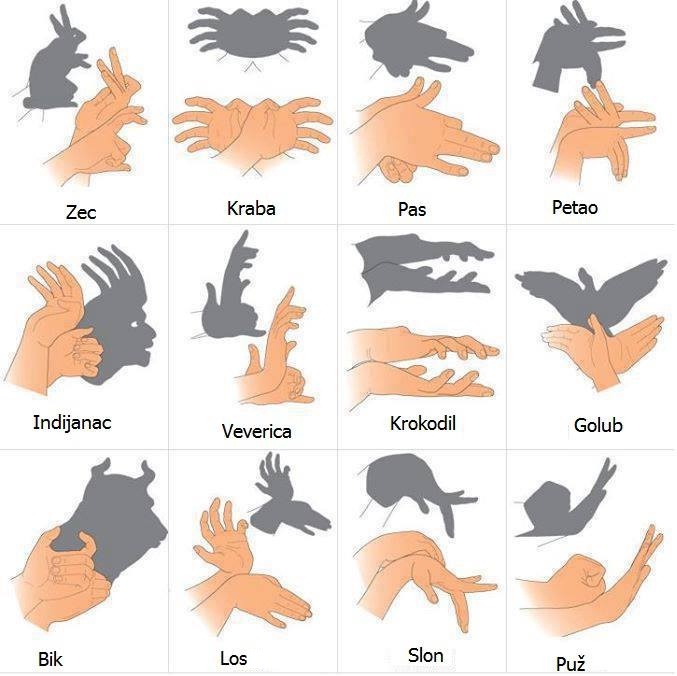 Zec
Kraba
Pas
Petao
Indijanac
Veverica
Krokodil
Golub
Bik
Los
Slon
Puž